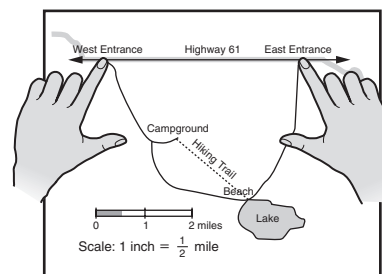 West Entrance Highway 61 East Entrance
Campground
Hiking Trail
Beach
Lake
0 1 2 miles
Scale: 1 inch = 1/2 mile